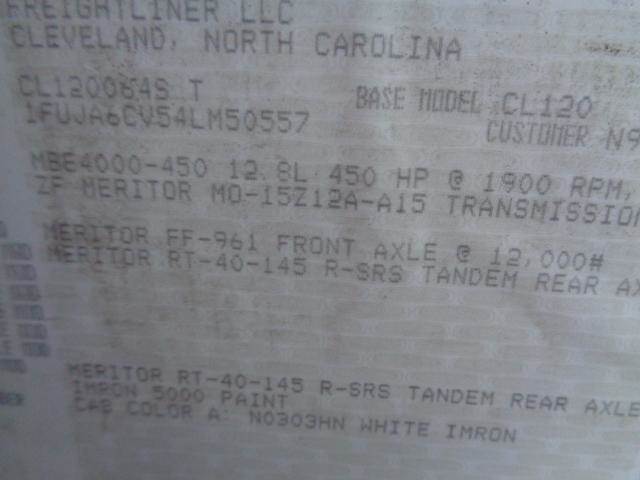 FREIGHTLINER LLC
CLEVELAND, NORTH CAROLINA
CL120064S T BASE MODEL CL120
1FUJA6CV54LM50557 CUSTOMER N9
MBE4000-450 12.8L 450 HP @ 1900 RPM,
ZF MERITOR MO-15Z12A-A15 TRANSMISSION
MERITOR FF-961 FRONT AXLE @ 12,000#
MERITOR RT-40-145 R-SRS TANDEM REAR AX
MERITOR RT-40-145 R-SRS TANDEM REAR AXLE
IMRON 5000 PAINT
CAB COLOR A: N0303HN WHITE IMRON